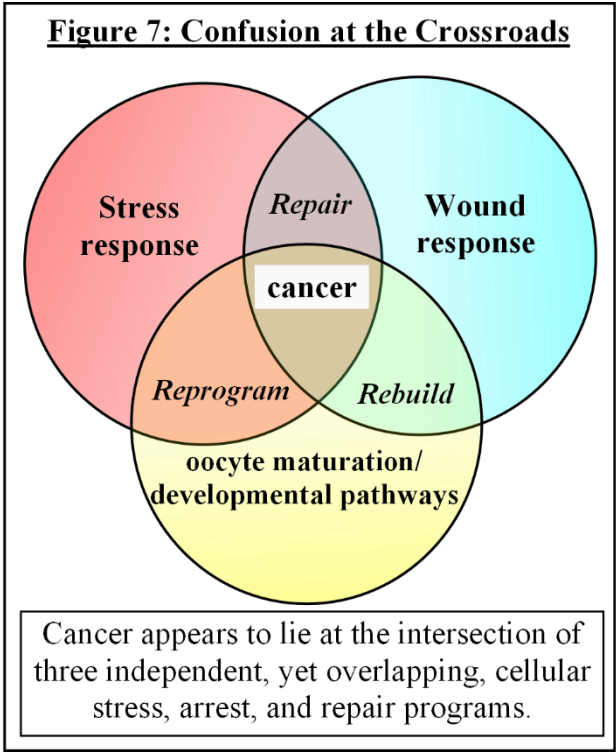 Figure 7: Confusion at the Crossroads
Stress
response
Repair
Wound
response
cancer
Reprogram
Rebuild
oocyte maturation/
developmental pathways
Cancer appears to lie at the intersection of
three independent, yet overlapping, cellular
stress, arrest, and repair programs.